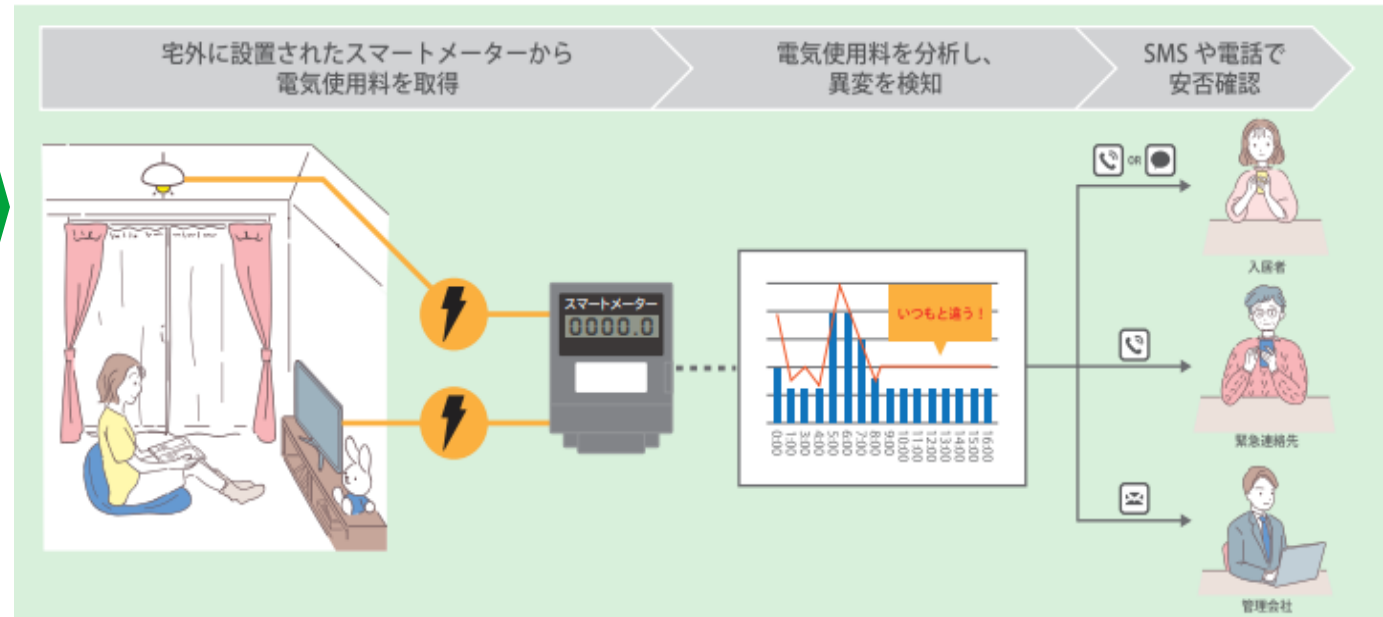 宅外に設置されたスマートメーターから
電気使用料を取得
電気使用料を分析し、
異変を検知
SMS や電話で
安否確認
OR
入居者
スマートメーター
0000.0
いつもと違う！
0:00
1:00
3:00
4:00
5:00
6:00
7:00
8:00
9:00
10:00
11:00
12:00
13:00
14:00
15:00
16:00
緊急連絡先
管理会社